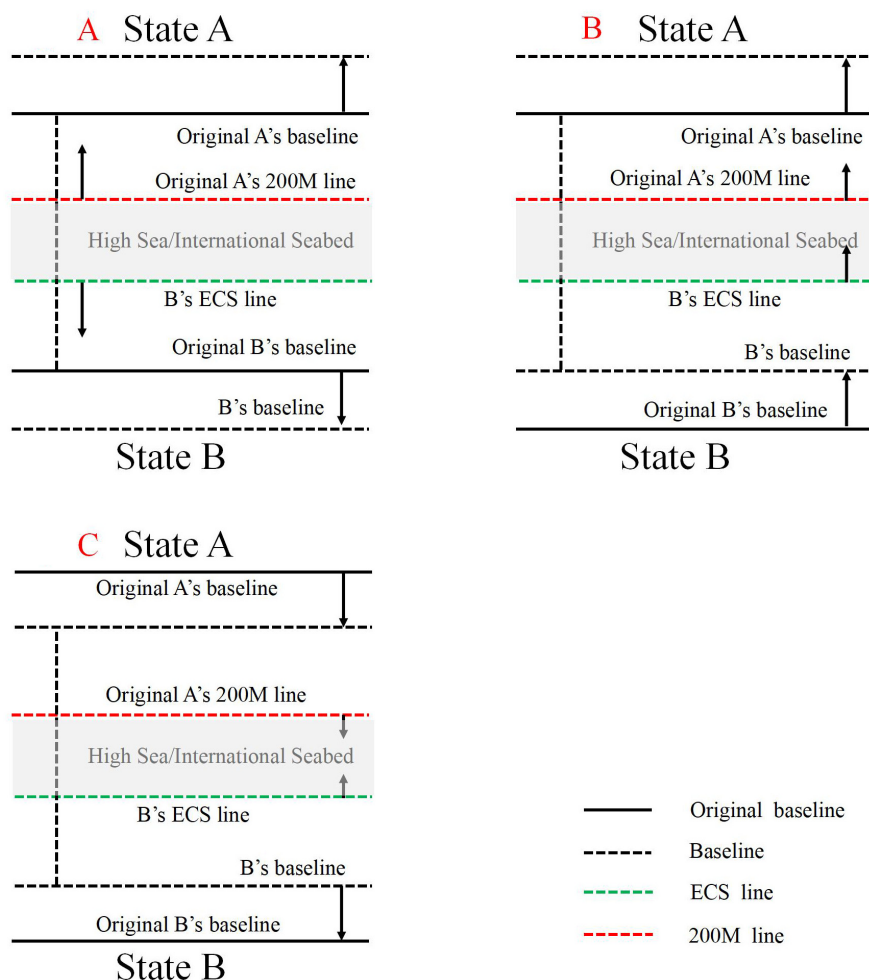 A State A
Original A's baseline
Original A's 200M line
High Sea/International Seabed
B's ECS line
Original B's baseline
B's baseline
State B
B State A
Original A's baseline
Original A's 200M line
High Sea/International Seabed
B's ECS line
B's baseline
Original B's baseline
State B
C State A
Original A's baseline
Original A's 200M line
High Sea/International Seabed
B's ECS line
B's baseline
Original B's baseline
State B
Original baseline
Baseline
ECS line
200M line